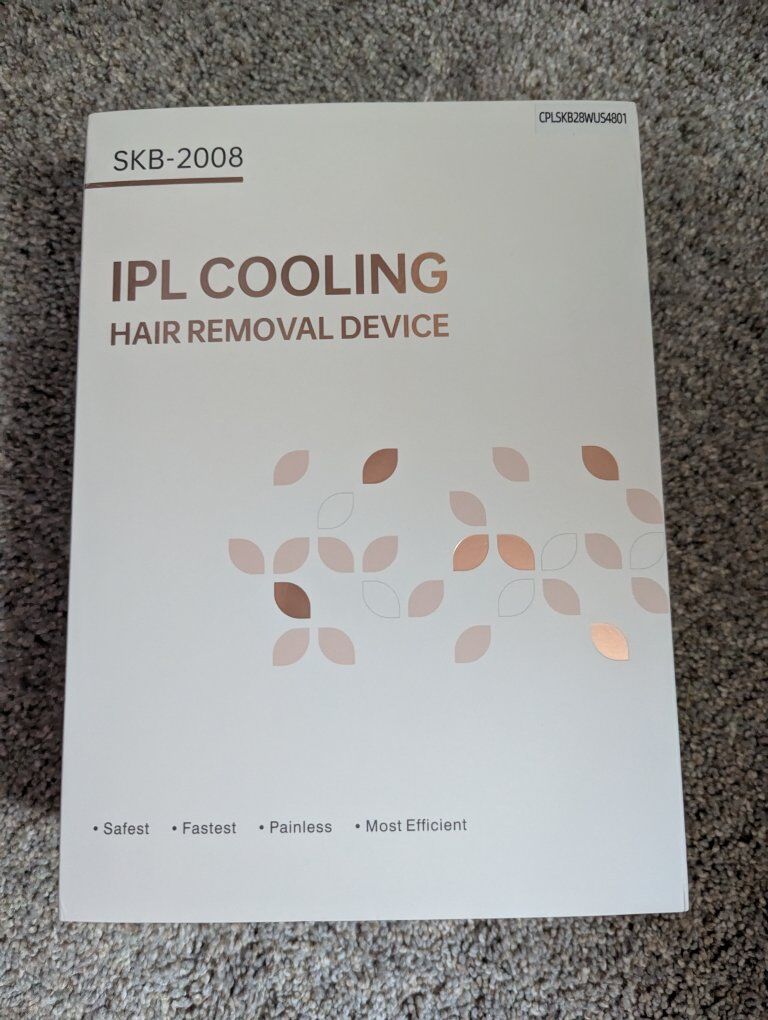 CPLSKB28WUS4801
SKB-2008
IPL COOLING
HAIR REMOVAL DEVICE
• Safest • Fastest • Painless • Most Efficient